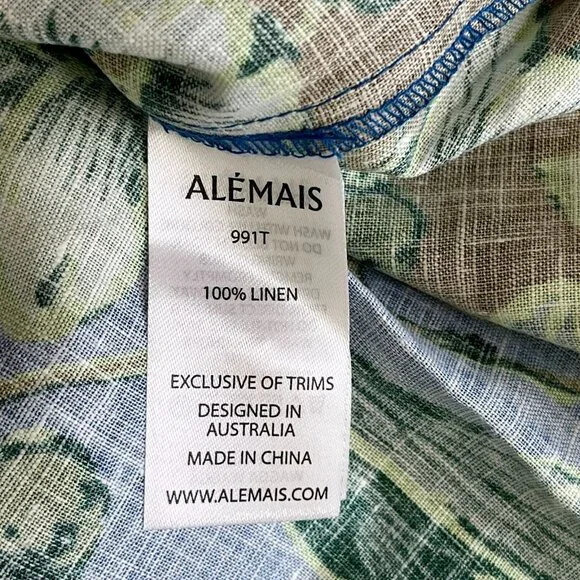 ALÉMAIS
991T
100% LINEN
EXCLUSIVE OF TRIMS
DESIGNED IN
AUSTRALIA
MADE IN CHINA
WWW.ALEMAIS.COM